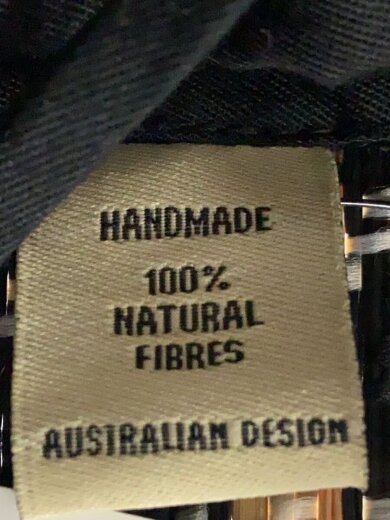 HANDMADE
100%
NATURAL
FIBRES
AUSTRALIAN DESIGN